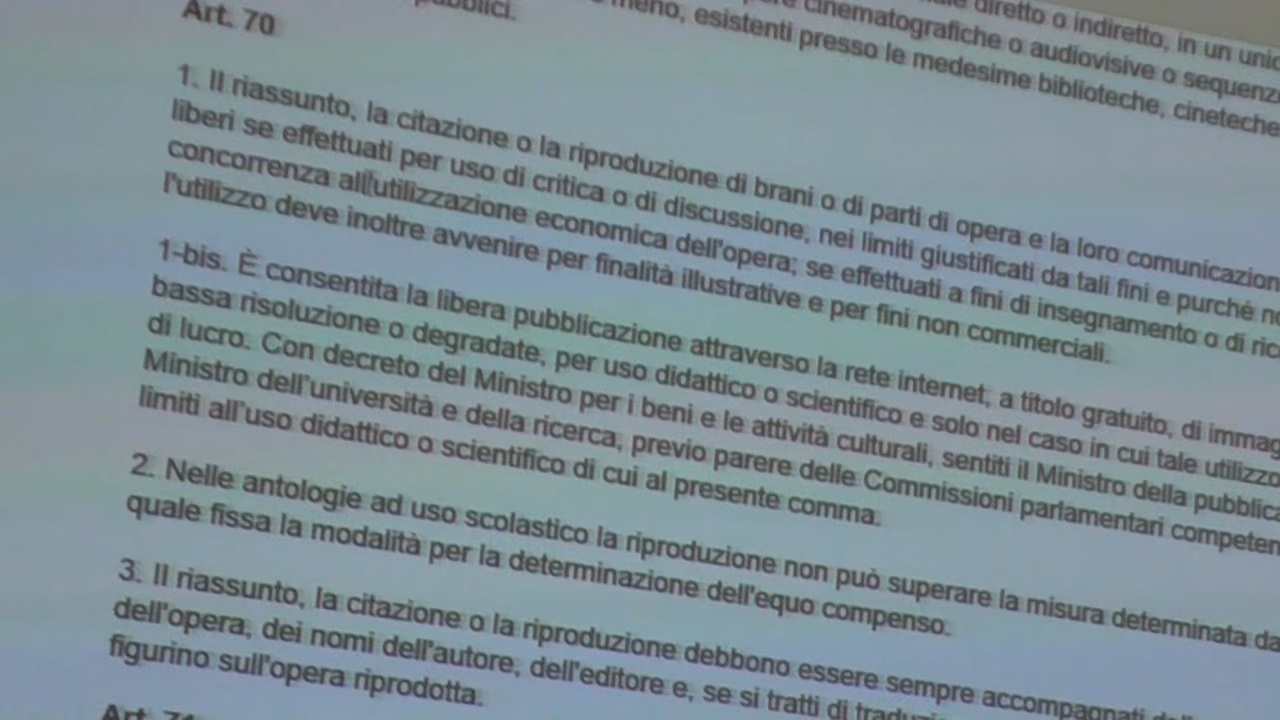 diretto o indiretto, in un
cinematografiche o audiovisive o
meno, esistenti presso le medesime biblioteche, cineteche
pubblici.
Art. 70
1. Il riassunto, la citazione o la riproduzione di brani o di parti di opera e la loro
liberi se effettuati per uso di critica o di discussione, nei limiti giustificati da tali fini e purché
concorrenza all'utilizzazione economica dell'opera; se effettuati a fini di insegnamento o di
l'utilizzo deve inoltre avvenire per finalità illustrative e per fini non commerciali.
1-bis. È consentita la libera pubblicazione attraverso la rete internet, a titolo gratuito, di
bassa risoluzione o degradate, per uso didattico o scientifico e solo nel caso in cui tale utilizzo
di lucro. Con decreto del Ministro per i beni e le attività culturali, sentiti il Ministro della
Ministro dell'università e della ricerca, previo parere delle Commissioni parlamentari
limiti all'uso didattico o scientifico di cui al presente comma.
2. Nelle antologie ad uso scolastico la riproduzione non può superare la misura determinata
quale fissa la modalità per la determinazione dell'equo compenso.
3. Il riassunto, la citazione o la riproduzione debbono essere sempre accompagnati
dell'opera, dei nomi dell'autore, dell'editore e, se si tratti di
figurino sull'opera riprodotta.
Art. 71